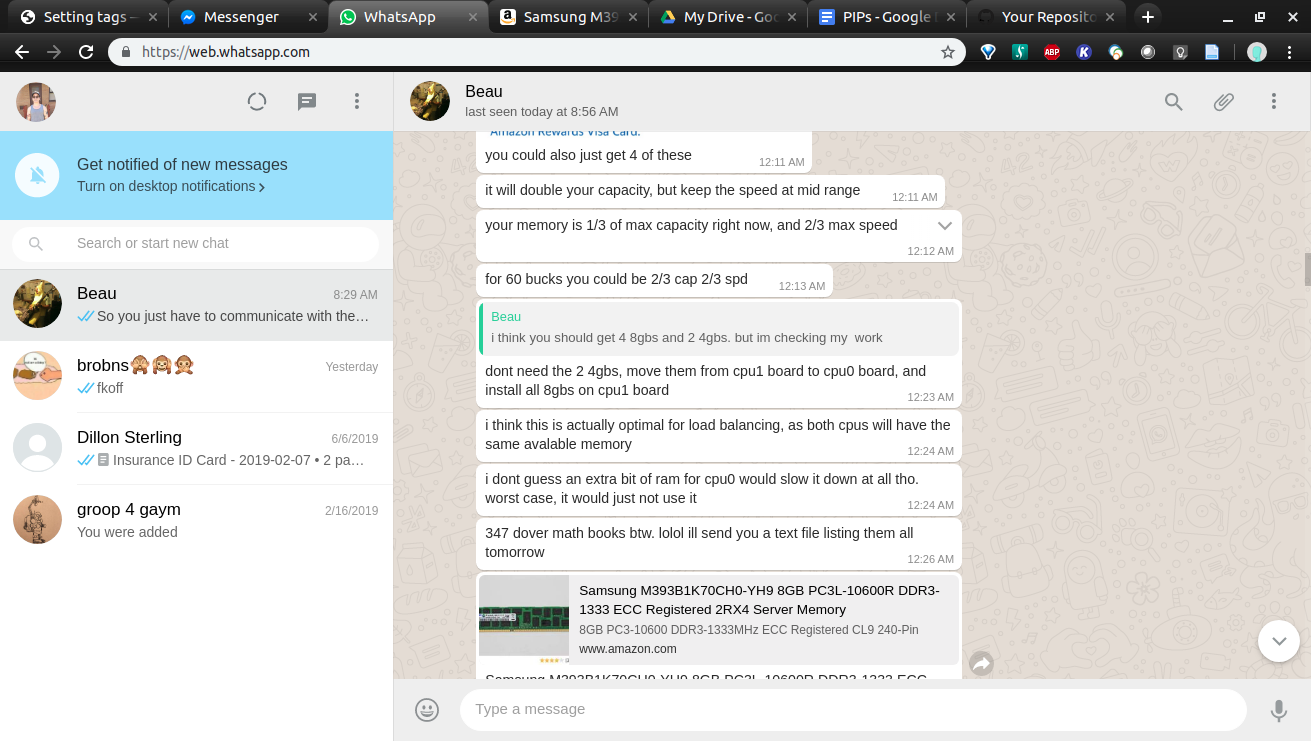 Setting tags –
Messenger
WhatsApp
Samsung M39
My Drive - Goo
PIPs - Google
Your Reposito
https://web.whatsapp.com
ABP
K
Beau
last seen today at 8:56 AM
Get notified of new messages
Turn on desktop notifications
Search or start new chat
Beau
8:29 AM
So you just have to communicate with the…
brobns🙈🙉🙊
Yesterday
fkoff
Dillon Sterling
6/6/2019
Insurance ID Card - 2019-02-07 • 2 pa…
groop 4 gaym
2/16/2019
You were added
Amazon Rewards Visa Card.
you could also just get 4 of these
12:11 AM
it will double your capacity, but keep the speed at mid range
12:11 AM
your memory is 1/3 of max capacity right now, and 2/3 max speed
12:12 AM
for 60 bucks you could be 2/3 cap 2/3 spd
12:13 AM
Beau
i think you should get 4 8gbs and 2 4gbs. but im checking my work
dont need the 2 4gbs, move them from cpu1 board to cpu0 board, and
install all 8gbs on cpu1 board
12:23 AM
i think this is actually optimal for load balancing, as both cpus will have the
same avalable memory
12:24 AM
i dont guess an extra bit of ram for cpu0 would slow it down at all tho.
worst case, it would just not use it
12:24 AM
347 dover math books btw. lolol ill send you a text file listing them all
tomorrow
12:26 AM
Samsung M393B1K70CH0-YH9 8GB PC3L-10600R DDR3-
1333 ECC Registered 2RX4 Server Memory
8GB PC3-10600 DDR3-1333MHz ECC Registered CL9 240-Pin
www.amazon.com
Samsung M393B1K70CH0-YH9 8GB PC3L-10600R DDR3-1333 ECC
Type a message